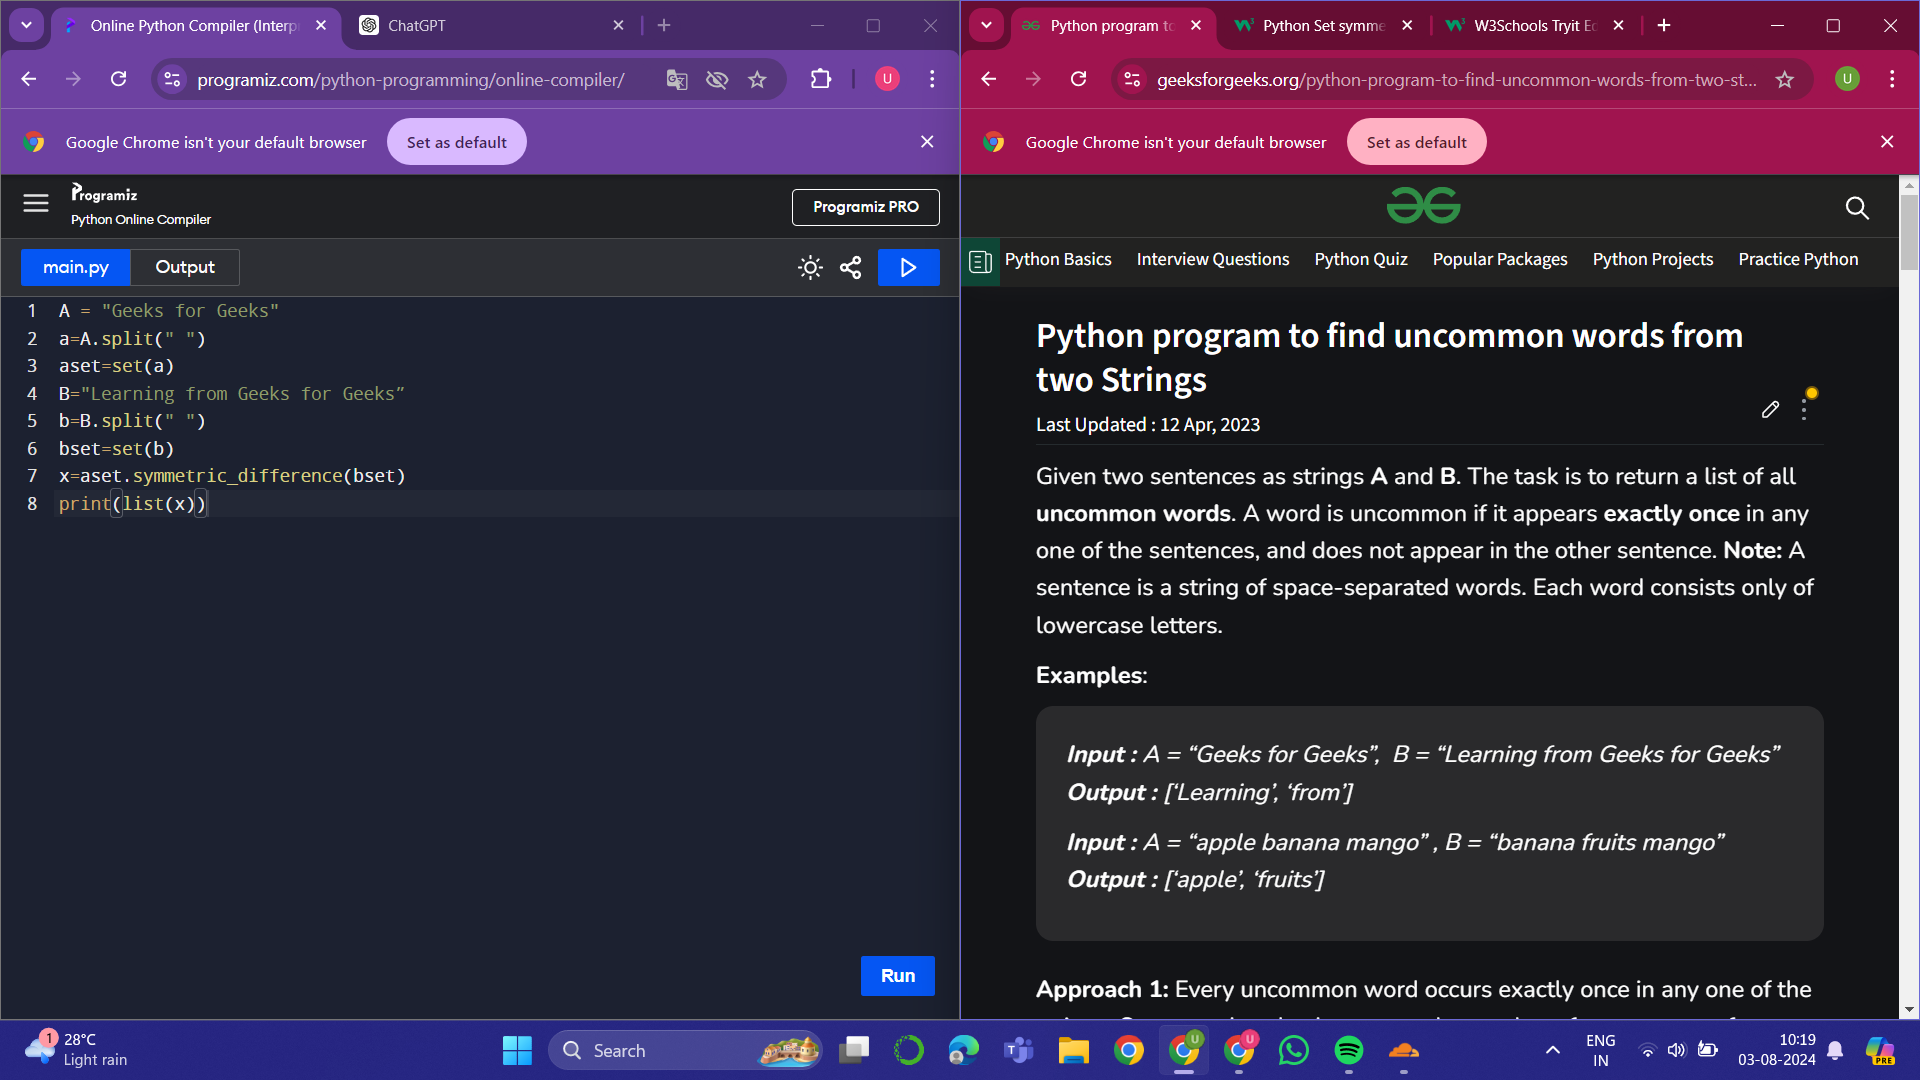 Online Python Compiler (Interp
ChatGPT
programiz.com/python-programming/online-compiler/
U
Google Chrome isn't your default browser
Set as default
Programiz
Python Online Compiler
Programiz PRO
main.py
Output
1 A = "Geeks for Geeks"
2 a=A.split(" ")
3 aset=set(a)
4 B="Learning from Geeks for Geeks”
5 b=B.split(" ")
6 bset=set(b)
7 x=aset.symmetric_difference(bset)
8 print(list(x))
Run
Python program to
Python Set symme
W3Schools Tryit Ed
geeksforgeeks.org/python-program-to-find-uncommon-words-from-two-st...
U
Google Chrome isn't your default browser
Set as default
Python Basics
Interview Questions
Python Quiz
Popular Packages
Python Projects
Practice Python
Python program to find uncommon words from
two Strings
Last Updated : 12 Apr, 2023
Given two sentences as strings A and B. The task is to return a list of all
uncommon words. A word is uncommon if it appears exactly once in any
one of the sentences, and does not appear in the other sentence. Note: A
sentence is a string of space-separated words. Each word consists only of
lowercase letters.
Examples:
Input : A = “Geeks for Geeks”, B = “Learning from Geeks for Geeks”
Output : [‘Learning’, ‘from’]
Input : A = “apple banana mango” , B = “banana fruits mango”
Output : [‘apple’, ‘fruits’]
Approach 1: Every uncommon word occurs exactly once in any one of the
1
28°C
Light rain
Search
U
U
ENG
IN
10:19
03-08-2024
PRE